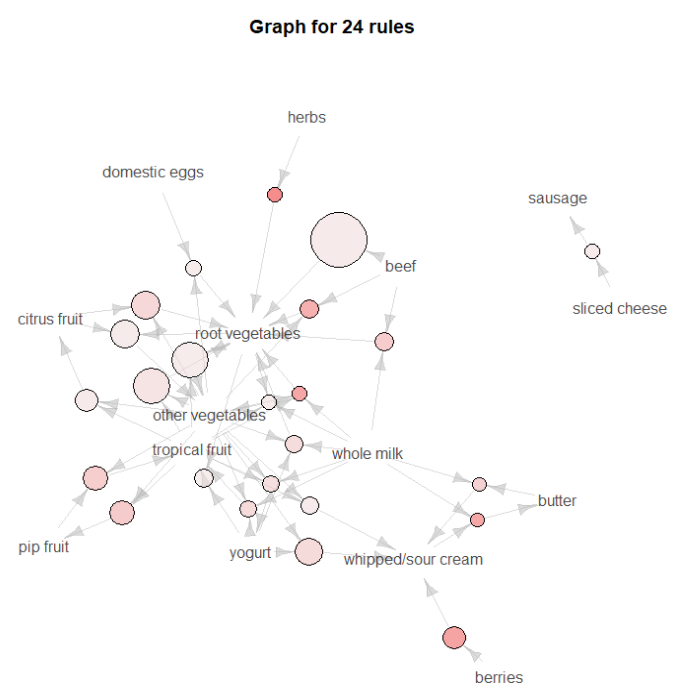 Graph for 24 rules
herbs
domestic eggs
sausage
beef
sliced cheese
citrus fruit
root vegetables
other vegetables
tropical fruit
whole milk
butter
pip fruit
yogurt
whipped/sour cream
berries